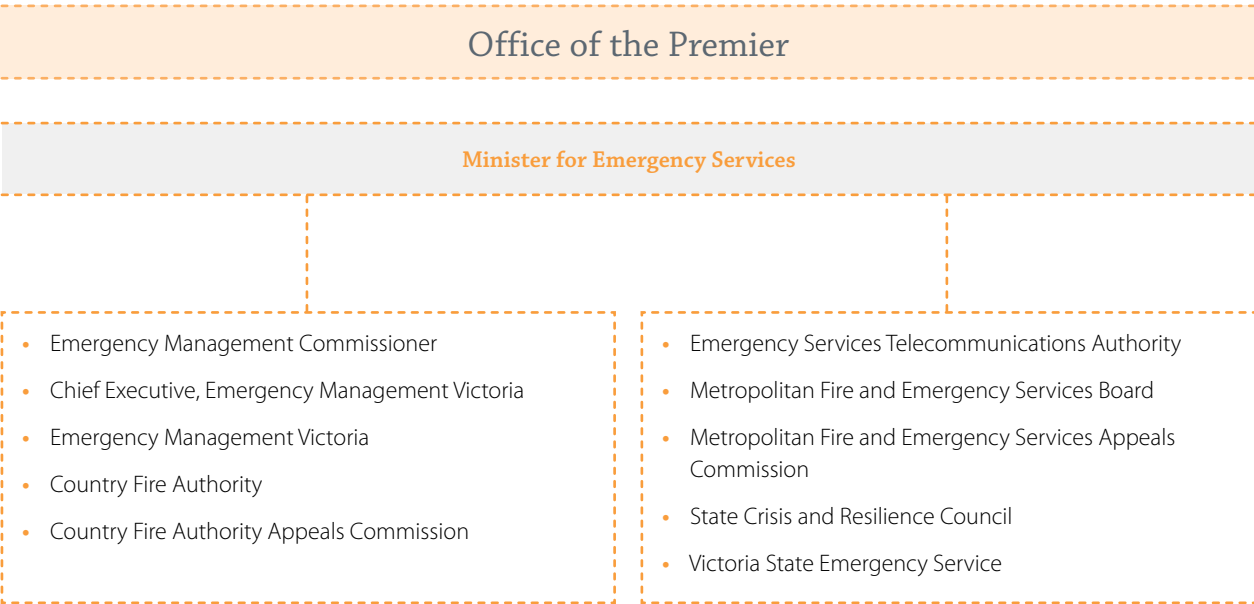 Office of the Premier
Minister for Emergency Services
• Emergency Management Commissioner
• Chief Executive, Emergency Management Victoria
• Emergency Management Victoria
• Country Fire Authority
• Country Fire Authority Appeals Commission
• Emergency Services Telecommunications Authority
• Metropolitan Fire and Emergency Services Board
• Metropolitan Fire and Emergency Services Appeals
Commission
• State Crisis and Resilience Council
• Victoria State Emergency Service